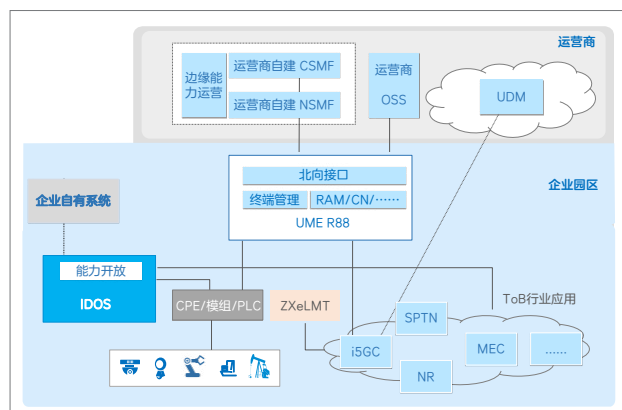 运营商
边缘能
力运营
运营商自建 CSMF
运营商自建 NSMF
运营商
OSS
UDM
企业园区
北向接口
终端管理
RAM/CN/……
UME R88
企业自有系统
能力开放
IDOS
CPE/模组/PLC
ZXeLMT
ToB行业应用
SPTN
i5GC
MEC
……
NR